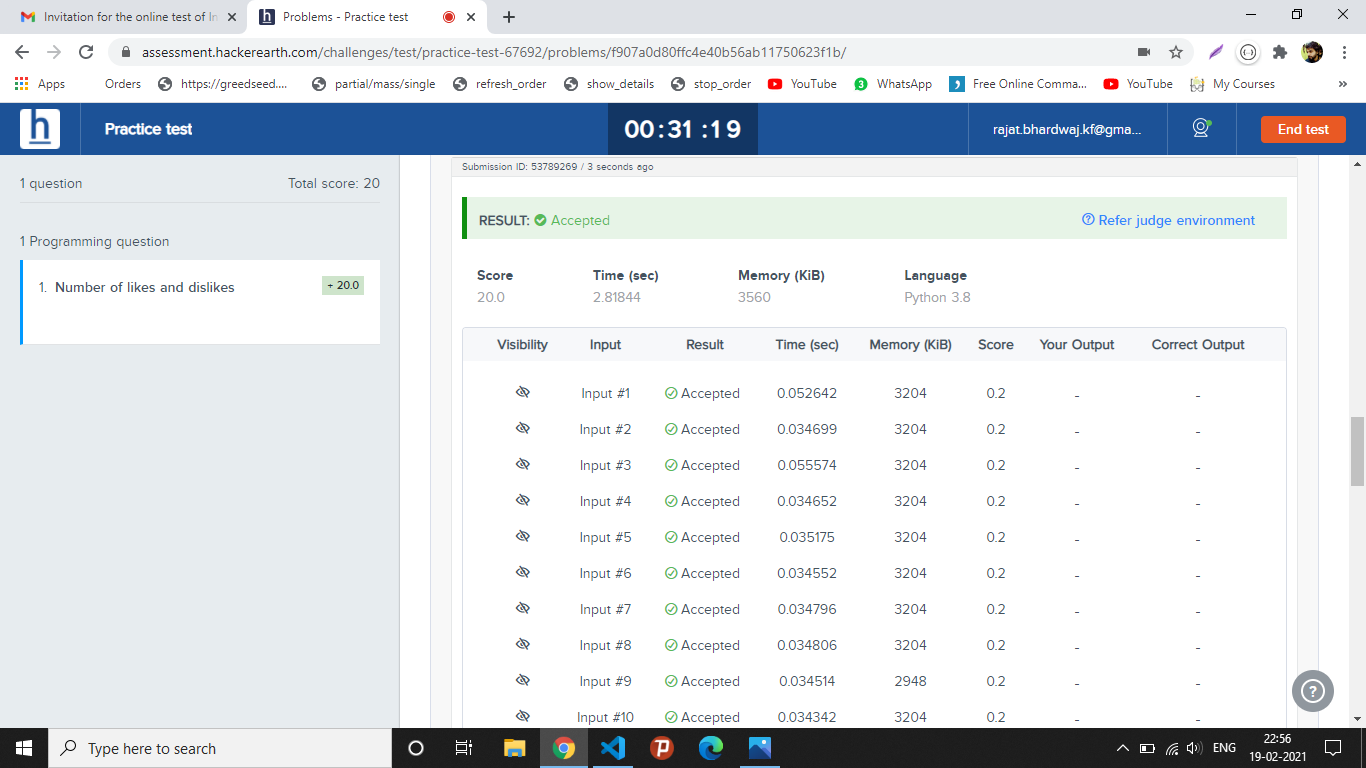 Invitation for the online test of In
Problems - Practice test
assessment.hackerearth.com/challenges/test/practice-test-67692/problems/f907a0d80ffc4e40b56ab11750623f1b/
Apps Orders https://greedseed.... partial/mass/single refresh_order show_details stop_order YouTube WhatsApp Free Online Comma... YouTube My Courses »
h Practice test 00:31 :19 rajat.bhardwaj.kf@gma... End test
1 question Total score: 20
1 Programming question
1. Number of likes and dislikes + 20.0
Submission ID: 53789269 / 3 seconds ago
RESULT: Accepted Refer judge environment
Score Time (sec) Memory (KiB) Language
20.0 2.81844 3560 Python 3.8
Visibility Input Result Time (sec) Memory (KiB) Score Your Output Correct Output
Input #1 Accepted 0.052642 3204 0.2 - -
Input #2 Accepted 0.034699 3204 0.2 - -
Input #3 Accepted 0.055574 3204 0.2 - -
Input #4 Accepted 0.034652 3204 0.2 - -
Input #5 Accepted 0.035175 3204 0.2 - -
Input #6 Accepted 0.034552 3204 0.2 - -
Input #7 Accepted 0.034796 3204 0.2 - -
Input #8 Accepted 0.034806 3204 0.2 - -
Input #9 Accepted 0.034514 2948 0.2 - -
Input #10 Accepted 0.034342 3204 0.2 - -
Type here to search
ENG
22:56
19-02-2021